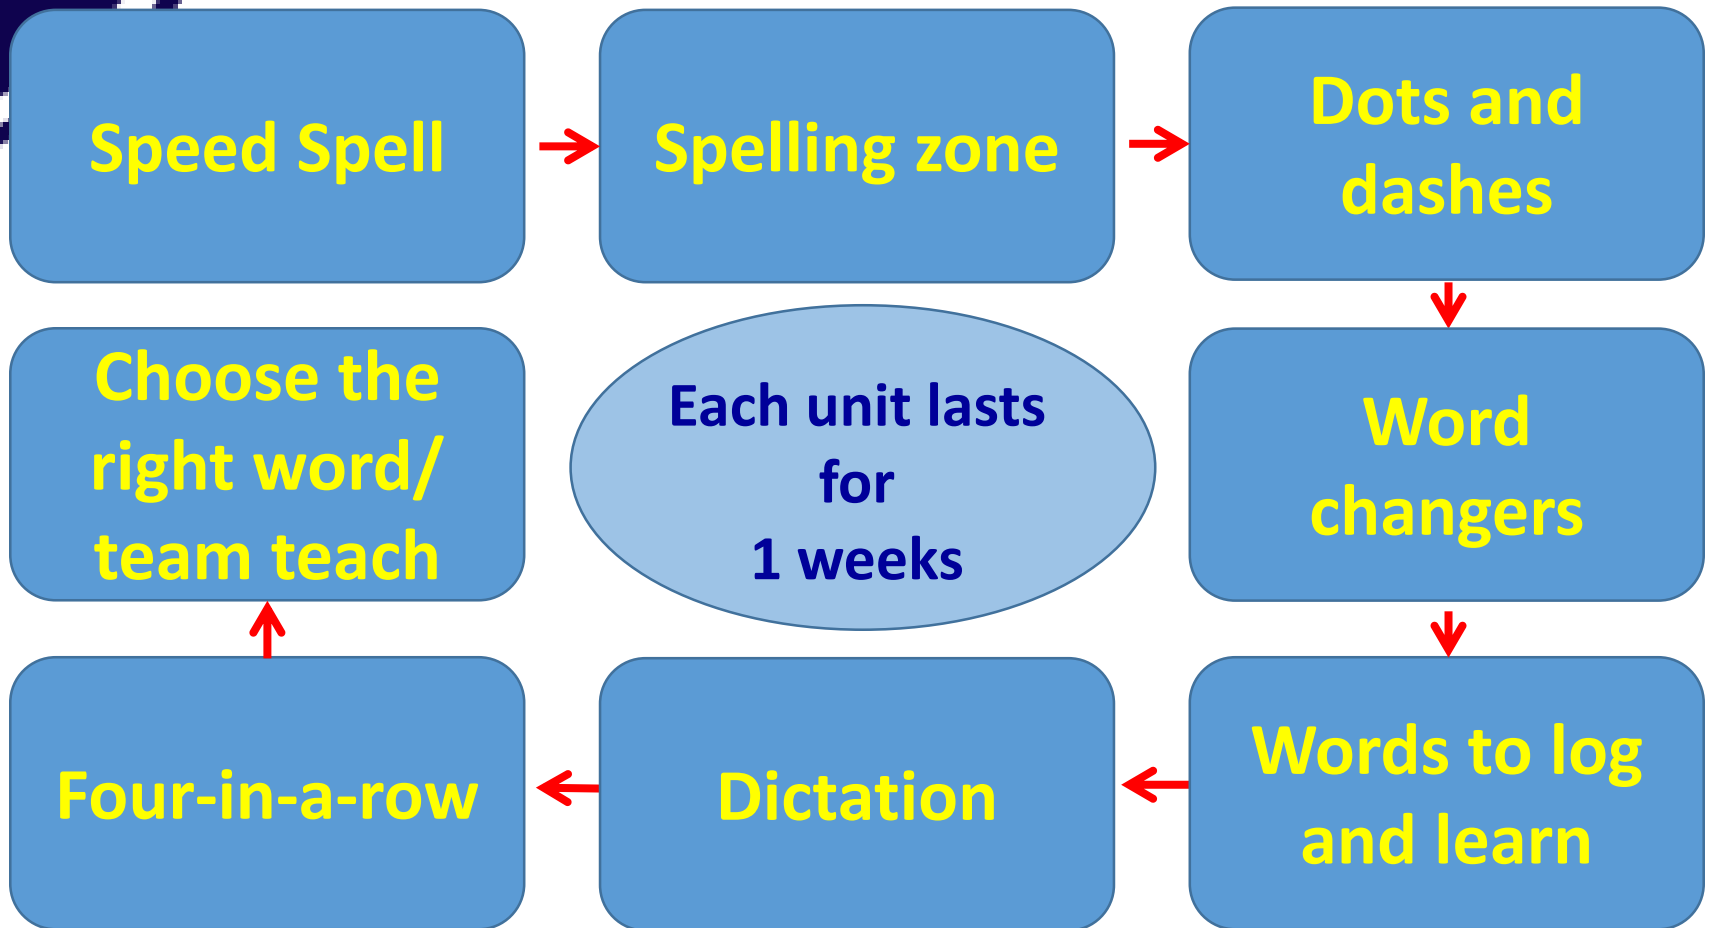 Speed Spell
Spelling zone
Dots and
dashes
Word
changers
Words to log
and learn
Dictation
Four-in-a-row
Choose the
right word/
team teach
Each unit lasts
for
1 weeks